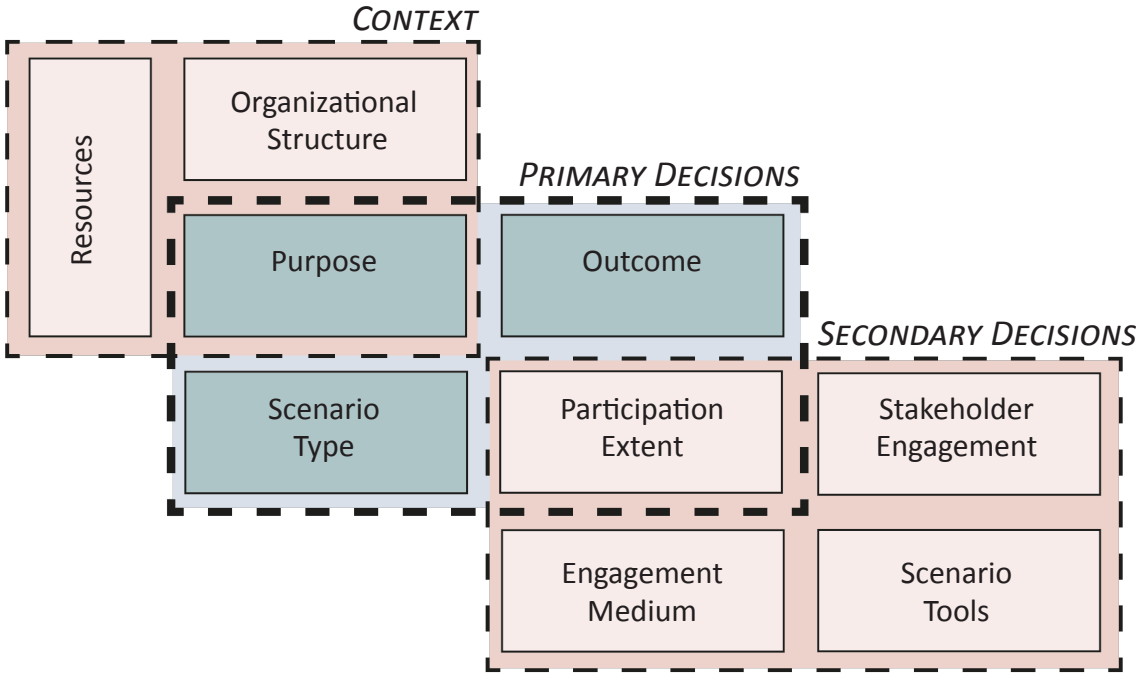 CONTEXT
Resources
Organizational
Structure
PRIMARY DECISIONS
Purpose
Outcome
SECONDARY DECISIONS
Scenario
Type
Participation
Extent
Stakeholder
Engagement
Engagement
Medium
Scenario
Tools